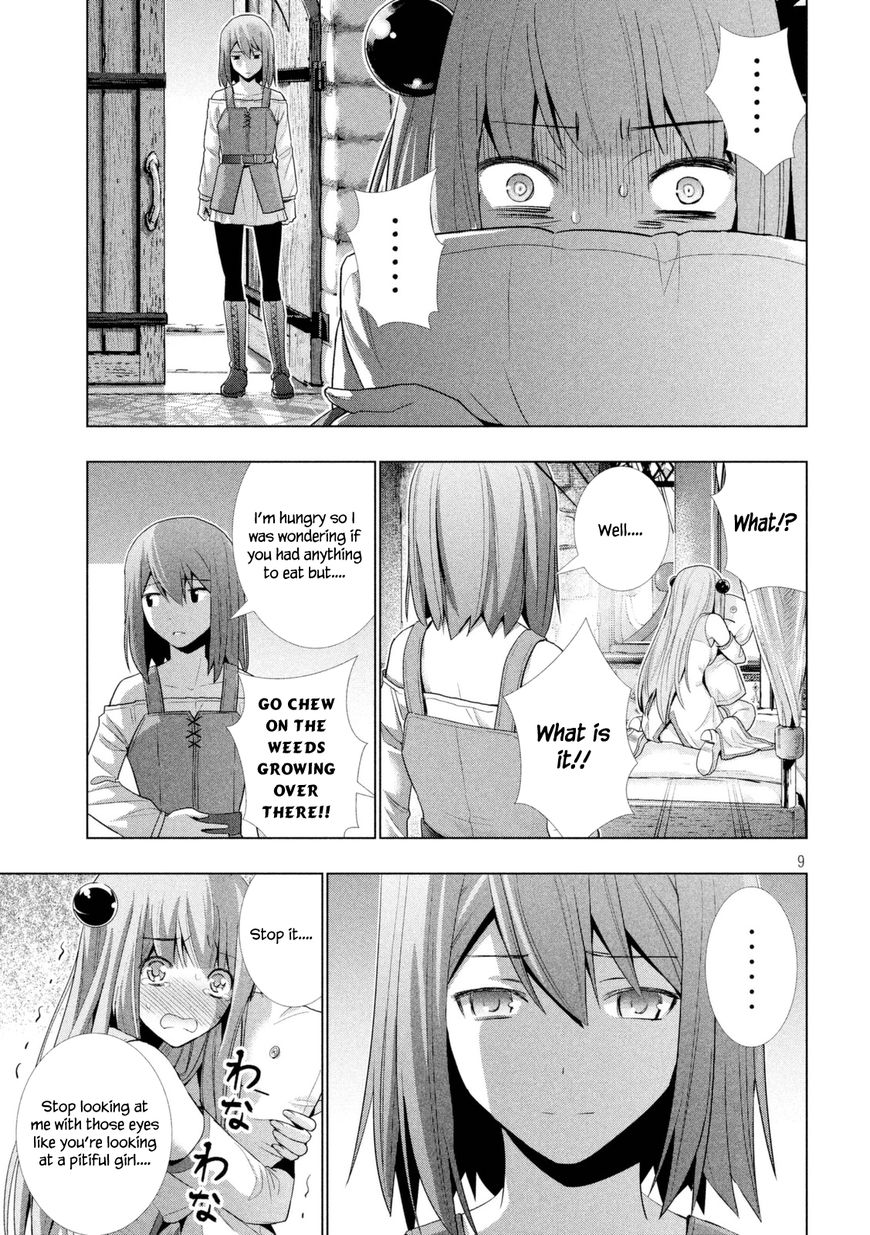 ......
.....
What!?
Well....
What is
it!!
I'm hungry so I
was wondering if
you had anything
to eat but....
GO CHEW
ON THE
WEEDS
GROWING
OVER
THERE!!
9
......
Stop it....
Stop looking at
me with those eyes
like you're looking
at a pitiful girl....
わな
わな